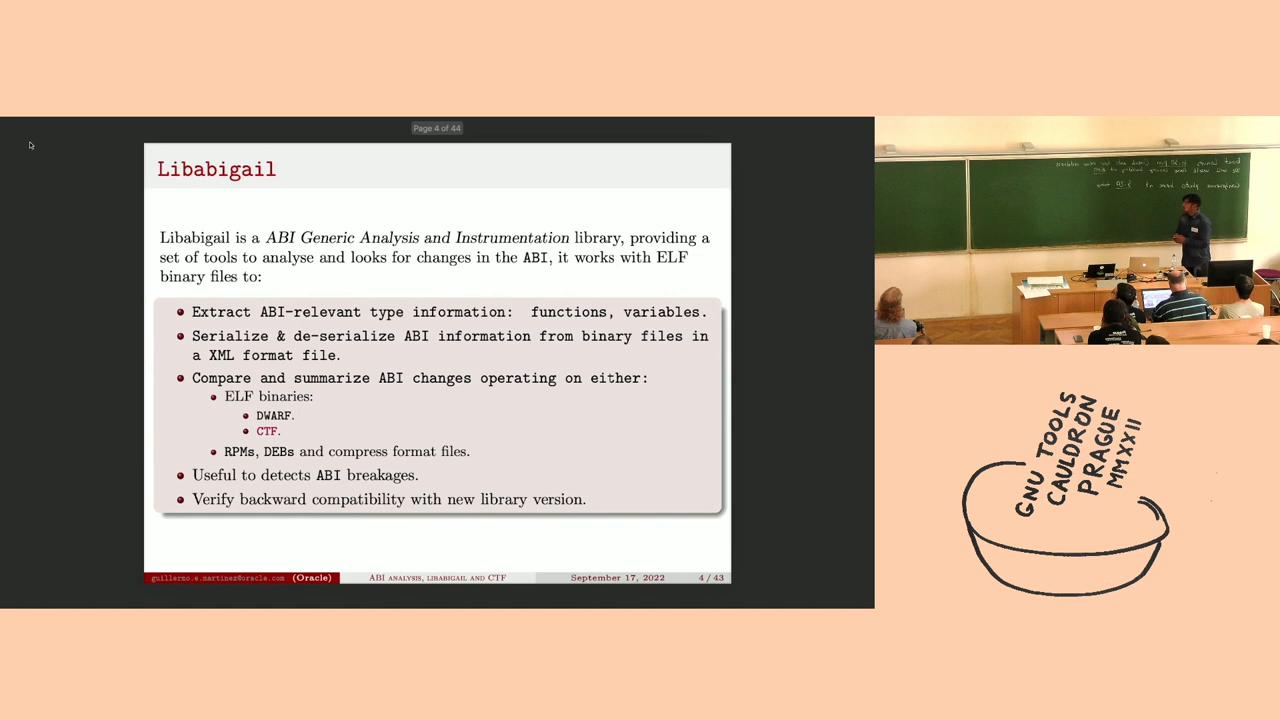 Page 4 of 44
Libabigail
Libabigail is a ABI Generic Analysis and Instrumentation library, providing a
set of tools to analyse and looks for changes in the ABI, it works with ELF
binary files to:
Extract ABI-relevant type information: functions, variables.
Serialize & de-serialize ABI information from binary files in
a XML format file.
Compare and summarize ABI changes operating on either:
ELF binaries:
DWARF.
CTF.
RPMs, DEBs and compress format files.
Useful to detects ABI breakages.
Verify backward compatibility with new library version.
guillermo.e.martinez@oracle.com (Oracle)
ABI analysis, libabigail and CTF
September 17, 2022
4 / 43
GNU TOOLS
CAULDRON
PRAGUE
MMXXII